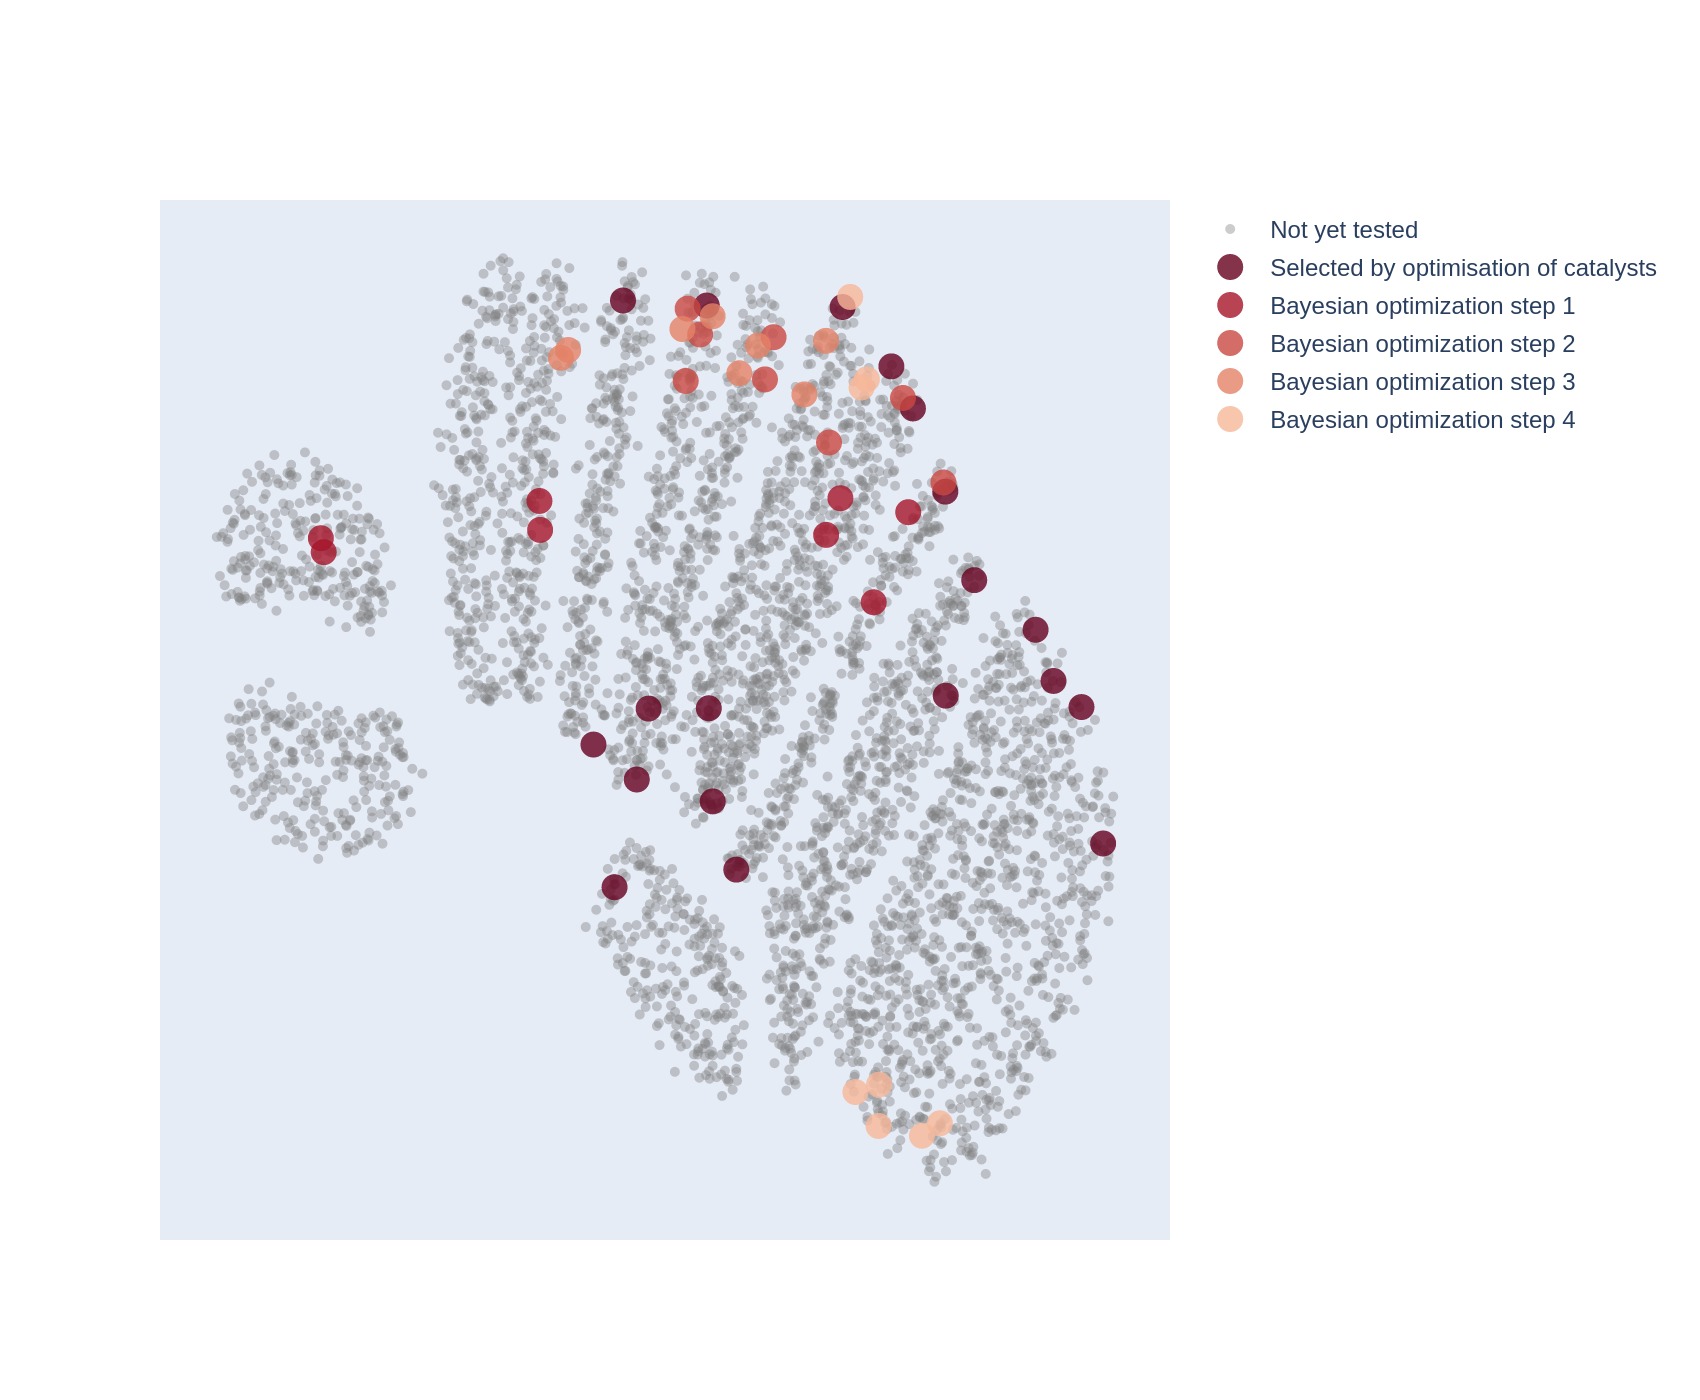 Not yet tested
Selected by optimisation of catalysts
Bayesian optimization step 1
Bayesian optimization step 2
Bayesian optimization step 3
Bayesian optimization step 4